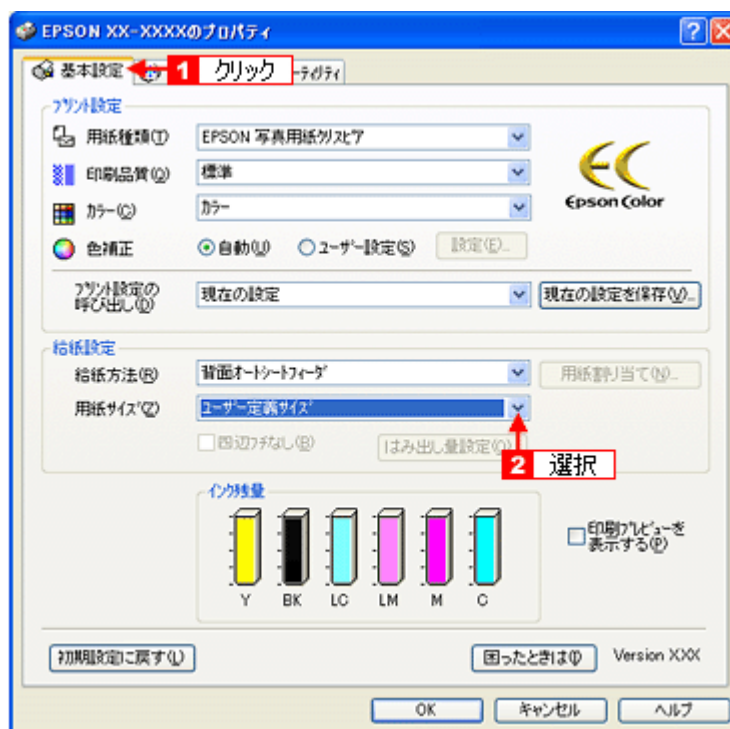 EPSON XX-XXXXのプロパティ
基本設定
1 クリック
ーティリティ
プリント設定
用紙種類(T)
EPSON 写真用紙クリスピア
印刷品質(Q)
標準
カラー(C)
カラー
色補正
自動(U)
ユーザー設定(S)
設定(E)...
Epson Color
プリント設定の
呼び出し(D)
現在の設定
現在の設定を保存(V)...
給紙設定
給紙方法(R)
背面オートシートフィーダ
用紙割り当て(N)...
用紙サイズ(Z)
ユーザー定義サイズ
四辺フチなし(B)
はみ出し量設定(O)
2 選択
インク残量
Y BK LC LM M C
印刷プレビューを
表示する(P)
初期設定に戻す(L)
困ったときは(I)
Version X.XX
OK
キャンセル
ヘルプ